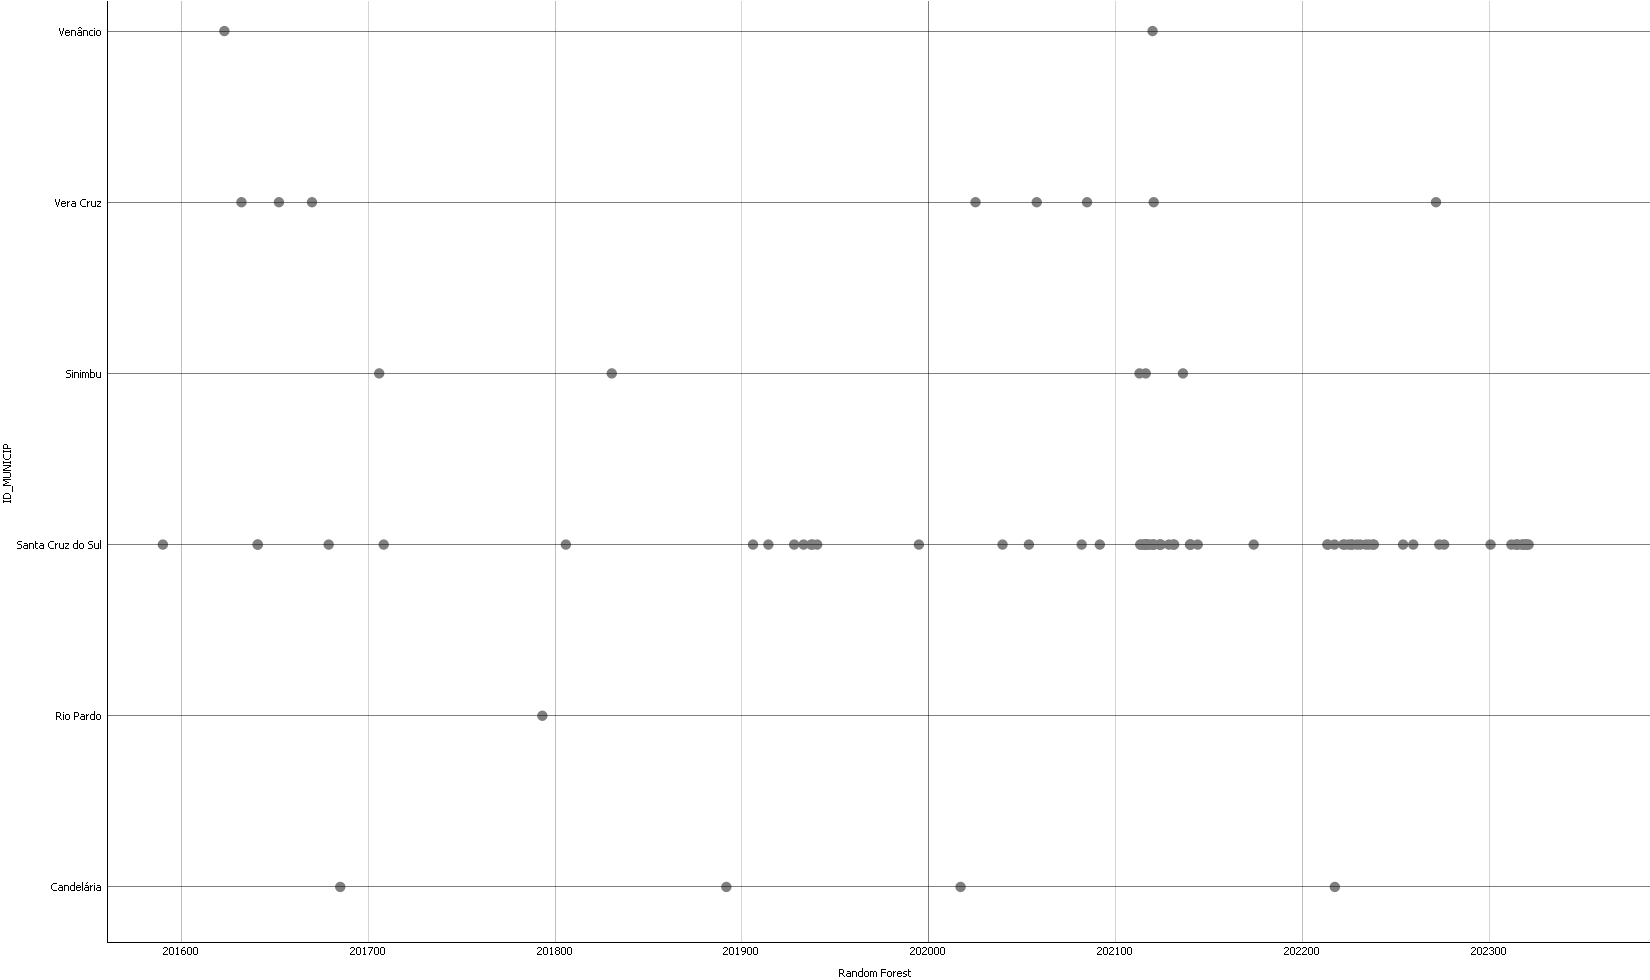 Venâncio
Vera Cruz
Sinimbu
ID_MUNICIP
Santa Cruz do Sul
Rio Pardo
Candelária
201600 201700 201800 201900 202000 202100 202200 202300
Random Forest